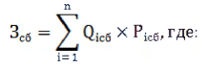 З_сб = ∑_{i=1}^{n} Q_iсб × P_iсб, где: